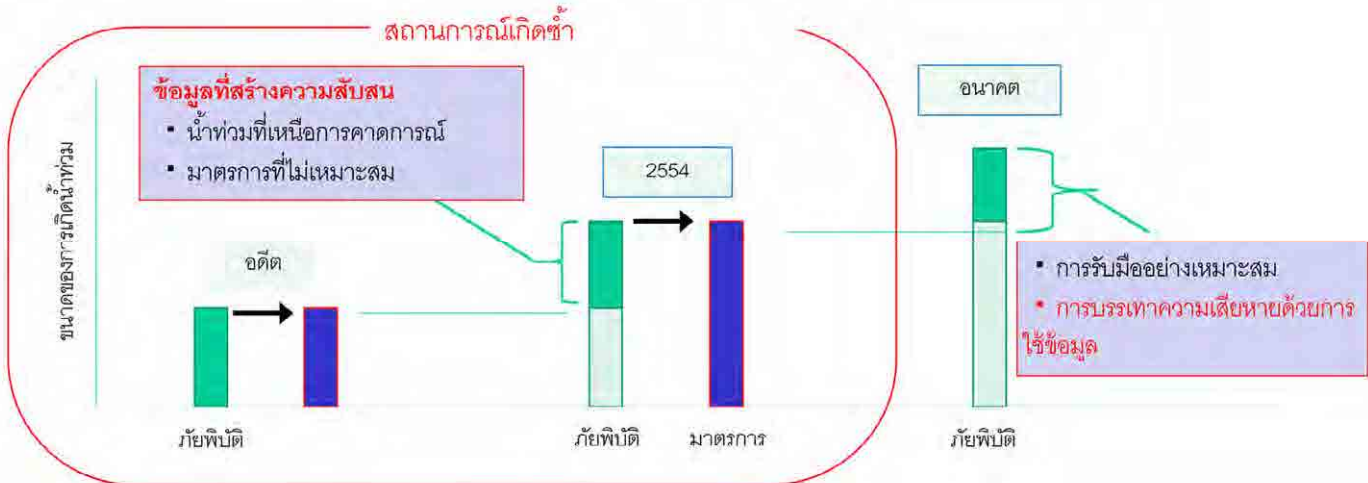 สถานการณ์เกิดซ้ำ
ข้อมูลที่สร้างความสับสน
▪ น้ำท่วมที่เหนือการคาดการณ์
▪ มาตรการที่ไม่เหมาะสม
อนาคต
2554
อดีต
ขนาดของการเกิดน้ำท่วม
▪ การรับมืออย่างเหมาะสม
▪ การบรรเทาความเสียหายด้วยการ
ใช้ข้อมูล
ภัยพิบัติ
ภัยพิบัติ
มาตรการ
ภัยพิบัติ